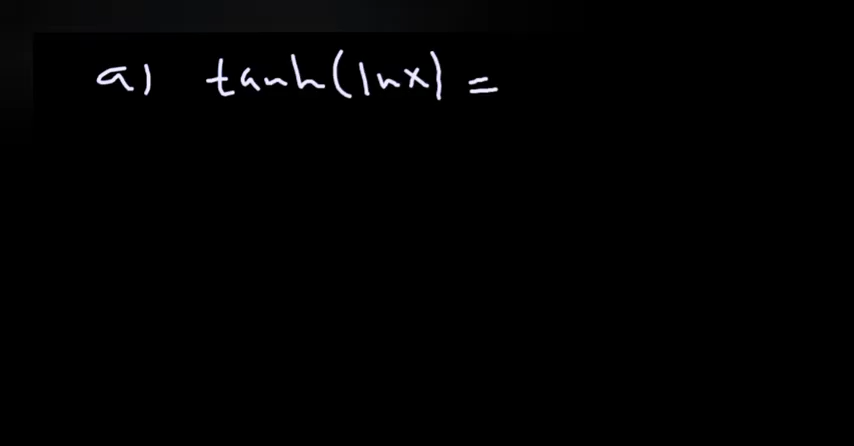 a) tanh(lnx) =